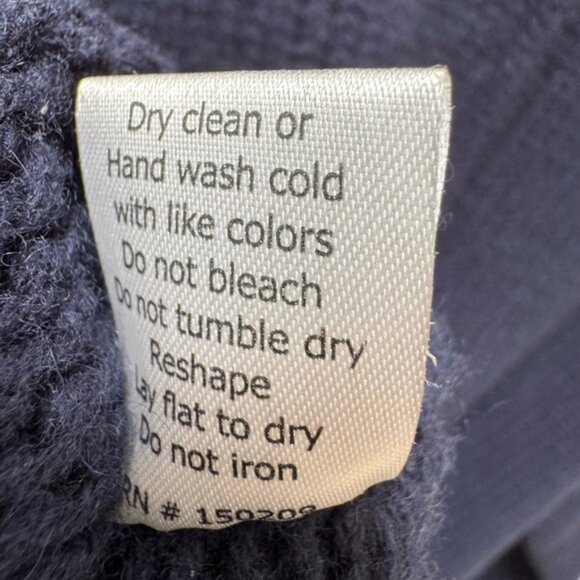 Dry clean or
Hand wash cold
with like colors
Do not bleach
Do not tumble dry
Reshape
Lay flat to dry
Do not iron
RN #